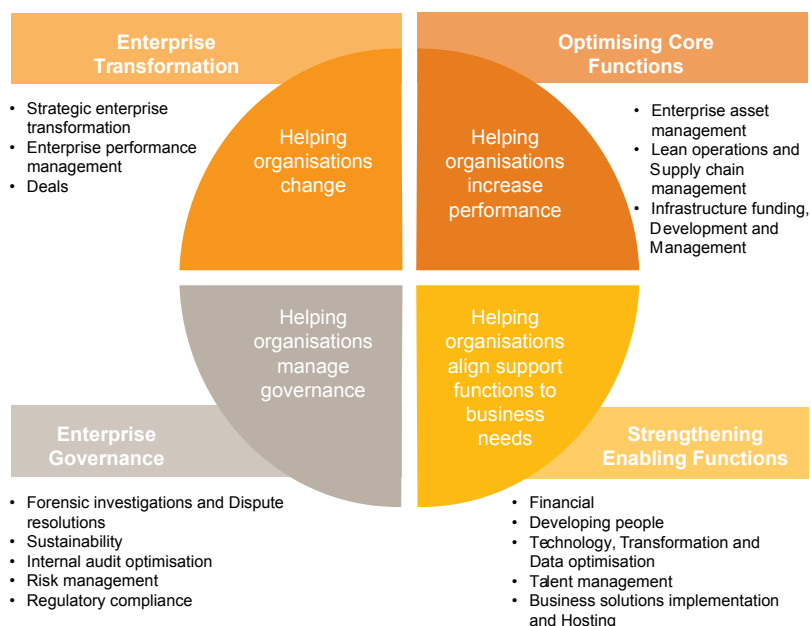 Enterprise
Transformation
• Strategic enterprise
transformation
• Enterprise performance
management
• Deals
Helping
organisations
change
Optimising Core
Functions
Helping
organisations
increase
performance
• Enterprise asset
management
• Lean operations and
Supply chain
management
• Infrastructure funding,
Development and
Management
Helping
organisations
manage
governance
Enterprise
Governance
• Forensic investigations and Dispute
resolutions
• Sustainability
• Internal audit optimisation
• Risk management
• Regulatory compliance
Helping
organisations
align support
functions to
business
needs
Strengthening
Enabling Functions
• Financial
• Developing people
• Technology, Transformation and
Data optimisation
• Talent management
• Business solutions implementation
and Hosting